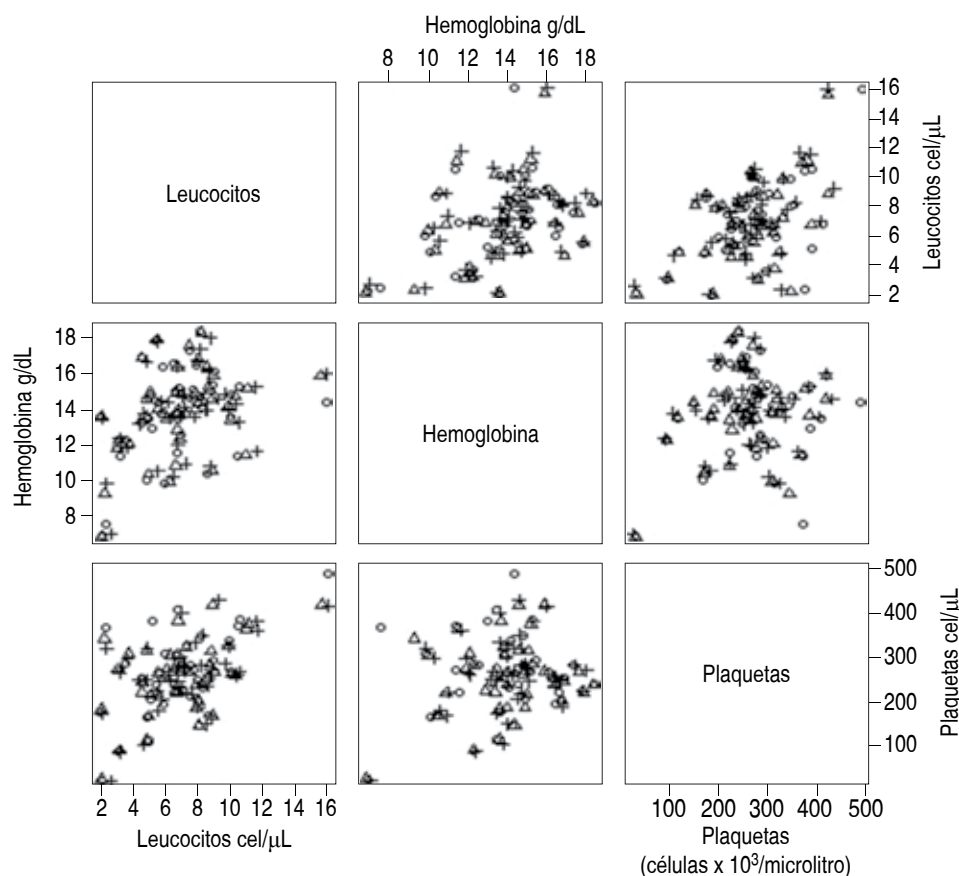 Hemoglobina g/dL
8 10 12 14 16 18
Leucocitos
16
14
12
10
8
6
4
2
Leucocitos cel/µL
Hemoglobina g/dL
18
16
14
12
10
8
Hemoglobina
Plaquetas
500
400
300
200
100
Plaquetas cel/µL
2 4 6 8 10 12 14 16
Leucocitos cel/µL
100 200 300 400 500
Plaquetas
(células x 10³/microlitro)